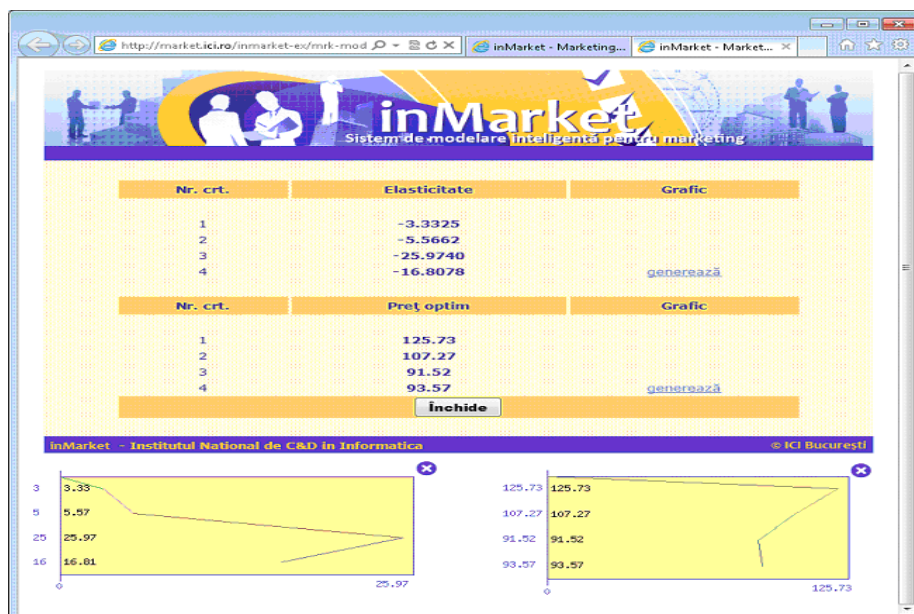 http://market.ici.ro/inmarket-ex/mrk-mod
inMarket - Marketing...
inMarket - Market...
inMarket
Sistem de modelare inteligentă pentru marketing
Nr. crt. Elasticitate Grafic
1 -3.3325
2 -5.5662
3 -25.9740
4 -16.8078 generează
Nr. crt. Preţ optim Grafic
1 125.73
2 107.27
3 91.52
4 93.57 generează
Închide
inMarket - Institutul National de C&D in Informatica © ICI Bucureşti
3 3.33
5 5.57
25 25.97
16 16.81
0 25.97
125.73 125.73
107.27 107.27
91.52 91.52
93.57 93.57
0 125.73